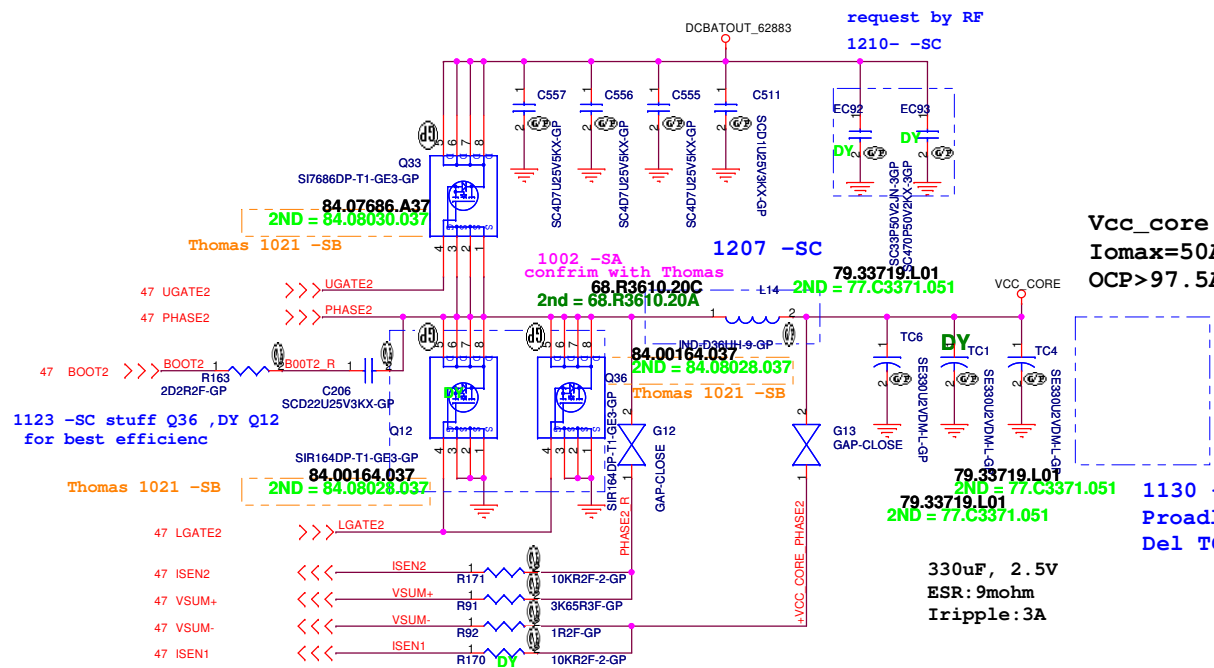 request by RF
1210- -SC
DCBATOUT_62883
C557
C556
C555
C511
EC92
EC93
SC4D7U25V5KX-GP
SC4D7U25V5KX-GP
SC4D7U25V5KX-GP
SCD1U25V3KX-GP
DY
DY
SC33P50V2JN-3GP
SC470P50V2KX-3GP
Q33
SI7686DP-T1-GE3-GP
84.07686.A37
2ND = 84.08030.037
Thomas 1021 -SB
1207 -SC
1002 -SA
confrim with Thomas
68.R3610.20C
2nd = 68.R3610.20A
L14
IND-D36UH-9-GP
79.33719.L01
2ND = 77.C3371.051
VCC_CORE
Vcc_core
Iomax=50A
OCP>97.5A
47 UGATE2
UGATE2
47 PHASE2
PHASE2
47 BOOT2
BOOT2
R163
2D2R2F-GP
BOOT2_R
C206
SCD22U25V3KX-GP
1123 -SC stuff Q36 ,DY Q12
for best efficienc
Q12
DY
SIR164DP-T1-GE3-GP
84.00164.037
2ND = 84.08028.037
Thomas 1021 -SB
Q36
SIR164DP-T1-GE3-GP
84.00164.037
2ND = 84.08028.037
Thomas 1021 -SB
G12
GAP-CLOSE
G13
GAP-CLOSE
PHASE2_R
+VCC_CORE_PHASE2
TC6
SE330U2VDM-L-GP
DY
TC1
SE330U2VDM-L-GP
TC4
SE330U2VDM-L-GP
79.33719.L01
2ND = 77.C3371.051
79.33719.L01
2ND = 77.C3371.051
1130 -
Proadl
Del TC
47 LGATE2
LGATE2
47 ISEN2
ISEN2
R171
10KR2F-2-GP
47 VSUM+
VSUM+
R91
3K65R3F-GP
47 VSUM-
VSUM-
R92
1R2F-GP
47 ISEN1
ISEN1
R170
DY
10KR2F-2-GP
330uF, 2.5V
ESR:9mohm
Iripple:3A